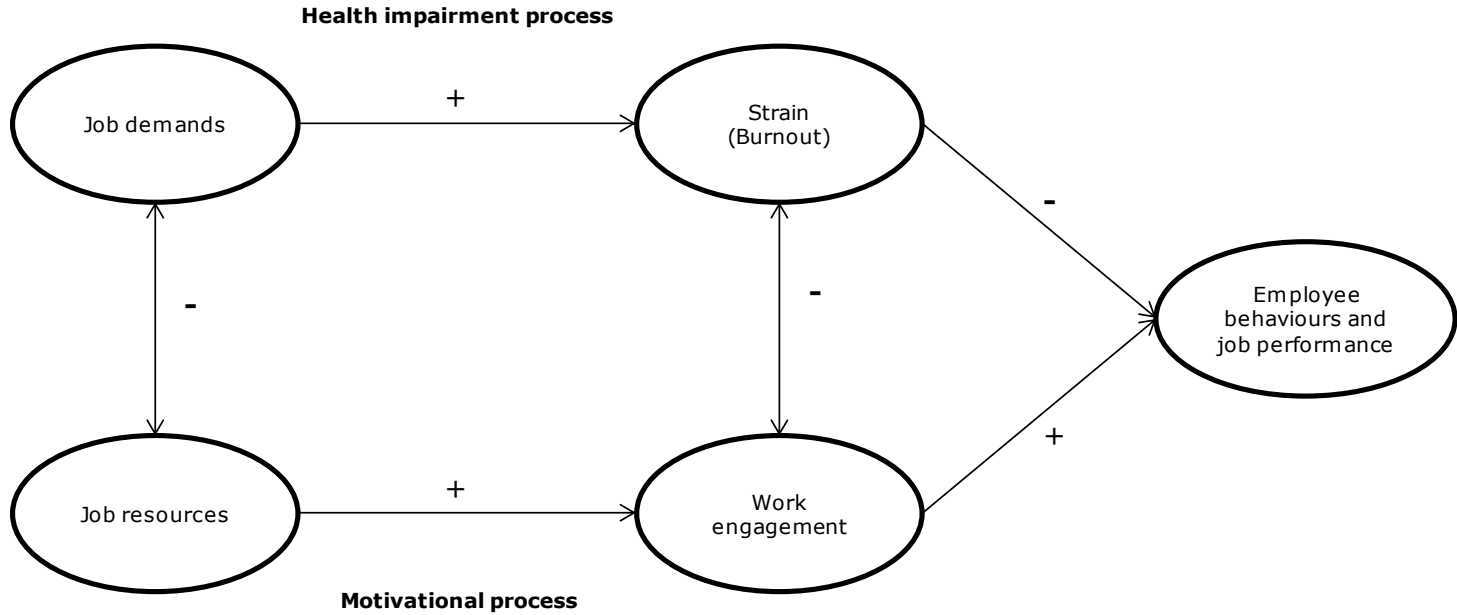 Health impairment process
+
Job demands
Strain
(Burnout)
-
-
-
Employee
behaviours and
job performance
+
+
Job resources
Work
engagement
Motivational process